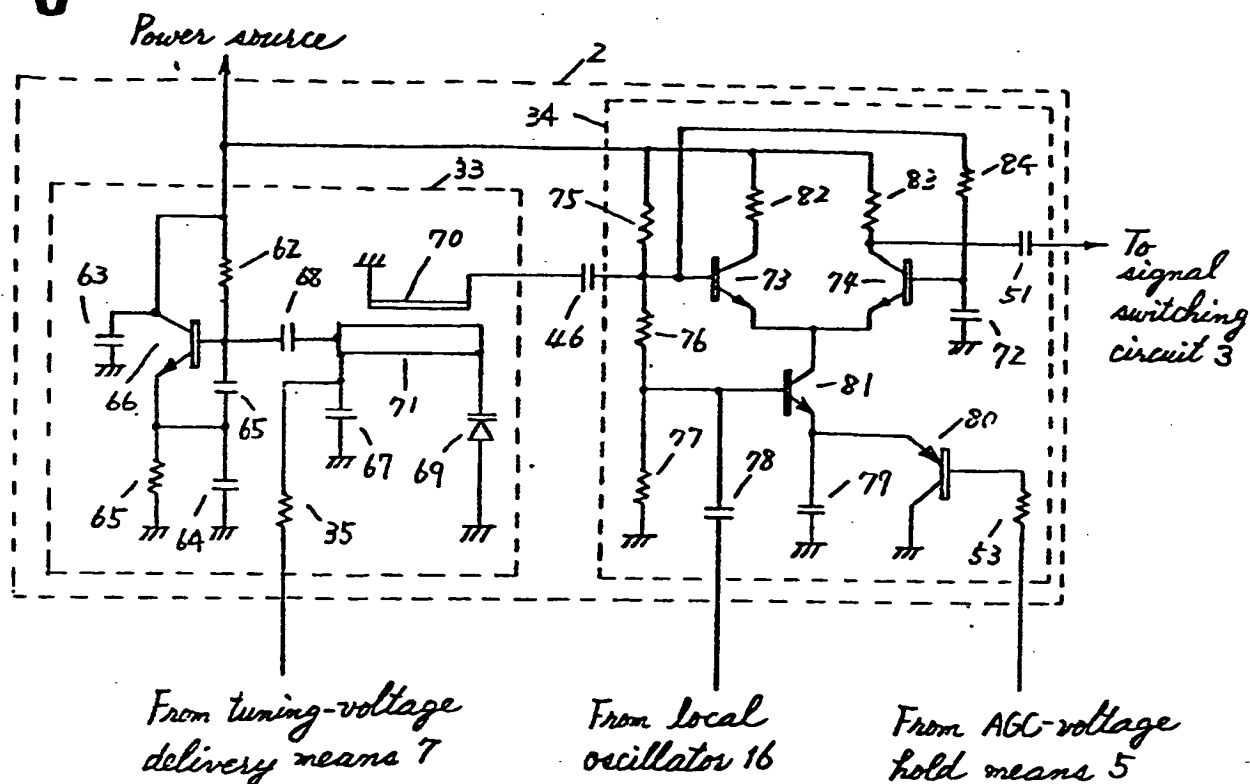 Power source
2
34
33
84
75
82
83
70
62
63
68
73
74
To
signal
switching
circuit 3
51
46
76
72
66
81
65
71
80
67
69
77
78
79
65
64
35
53
From tuning-voltage
delivery means 7
From local
oscillator 16
From AGC-voltage
hold means 5